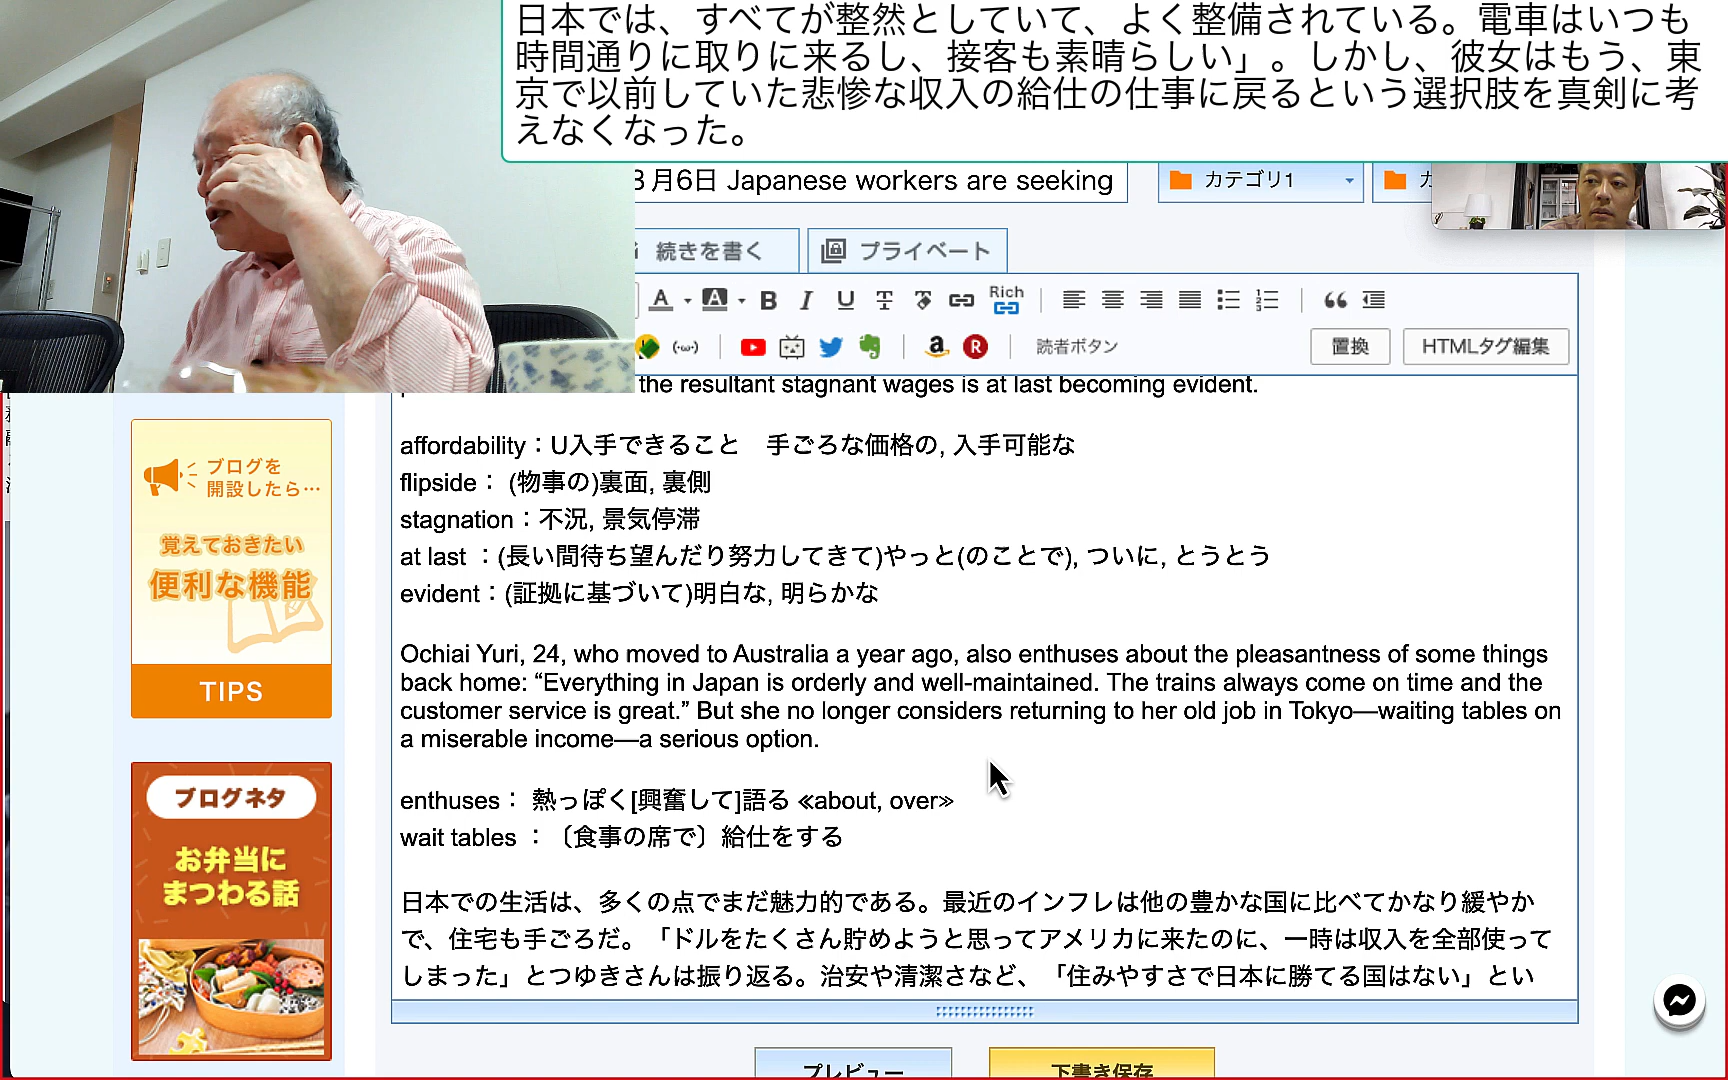 日本では、すべてが整然としていて、よく整備されている。電車はいつも
時間通りに取りに来るし、接客も素晴らしい」。しかし、彼女はもう、東
京で以前していた悲惨な収入の給仕の仕事に戻るという選択肢を真剣に考
えなくなった。
3月6日 Japanese workers are seeking
カテゴリ1
続きを書く
プライベート
Rich
読者ボタン
置換
HTMLタグ編集
the resultant stagnant wages is at last becoming evident.
affordability：U入手できること　手ごろな価格の, 入手可能な
flipside： (物事の)裏面, 裏側
stagnation：不況, 景気停滞
at last ：(長い間待ち望んだり努力してきて)やっと(のことで), ついに, とうとう
evident：(証拠に基づいて)明白な, 明らかな
Ochiai Yuri, 24, who moved to Australia a year ago, also enthuses about the pleasantness of some things
back home: “Everything in Japan is orderly and well-maintained. The trains always come on time and the
customer service is great.” But she no longer considers returning to her old job in Tokyo—waiting tables on
a miserable income—a serious option.
enthuses： 熱っぽく[興奮して]語る ≪about, over≫
wait tables ：〔食事の席で〕給仕をする
日本での生活は、多くの点でまだ魅力的である。最近のインフレは他の豊かな国に比べてかなり緩やか
で、住宅も手ごろだ。「ドルをたくさん貯めようと思ってアメリカに来たのに、一時は収入を全部使って
しまった」とつゆきさんは振り返る。治安や清潔さなど、「住みやすさで日本に勝てる国はない」とい
プレビュー
下書き保存
ブログを
開設したら…
覚えておきたい
便利な機能
TIPS
ブログネタ
お弁当に
まつわる話